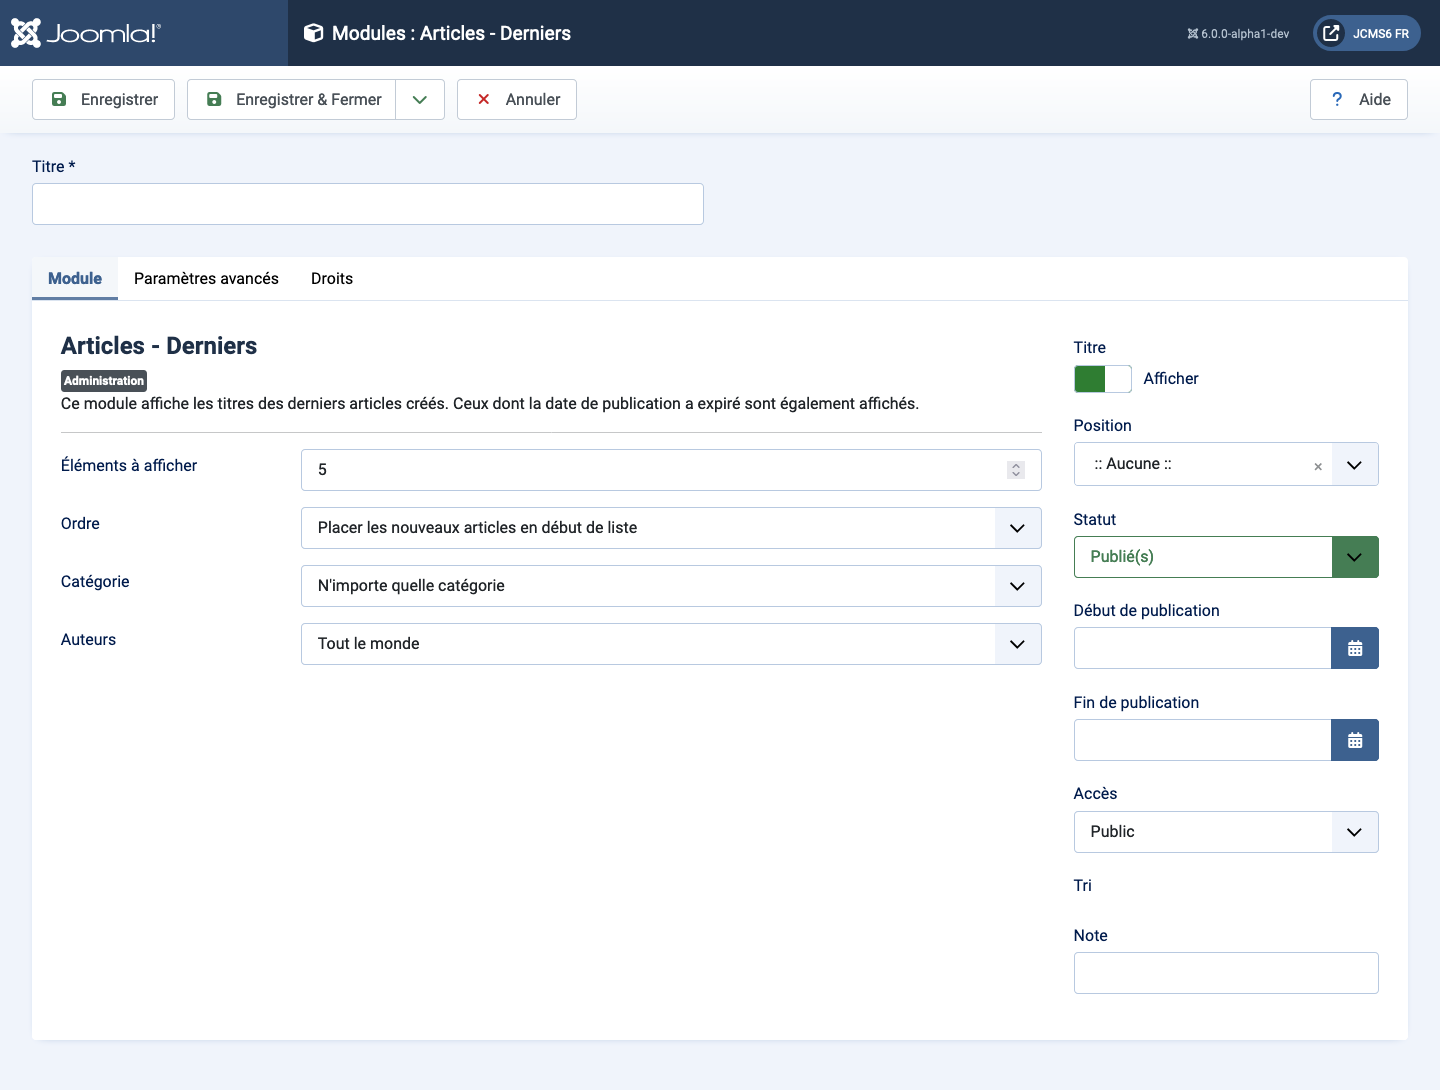 Joomla!®
Modules : Articles - Derniers
6.0.0-alpha1-dev
JCMS6 FR
Enregistrer
Enregistrer & Fermer
Annuler
? Aide
Titre *
Module
Paramètres avancés
Droits
Articles - Derniers
Administration
Ce module affiche les titres des derniers articles créés. Ceux dont la date de publication a expiré sont également affichés.
Éléments à afficher
5
Ordre
Placer les nouveaux articles en début de liste
Catégorie
N'importe quelle catégorie
Auteurs
Tout le monde
Titre
Afficher
Position
:: Aucune ::
×
Statut
Publié(s)
Début de publication
Fin de publication
Accès
Public
Tri
Note